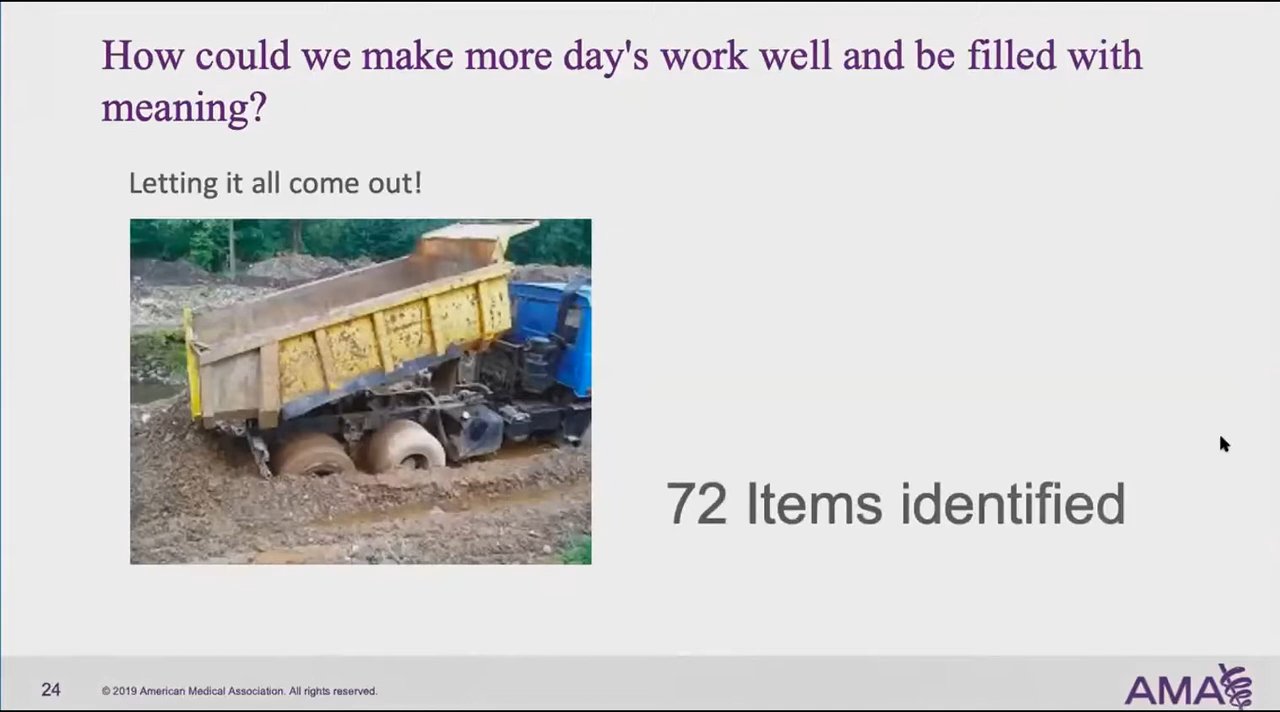 How could we make more day's work well and be filled with
meaning?
Letting it all come out!
72 Items identified
24
© 2019 American Medical Association. All rights reserved.
AMA